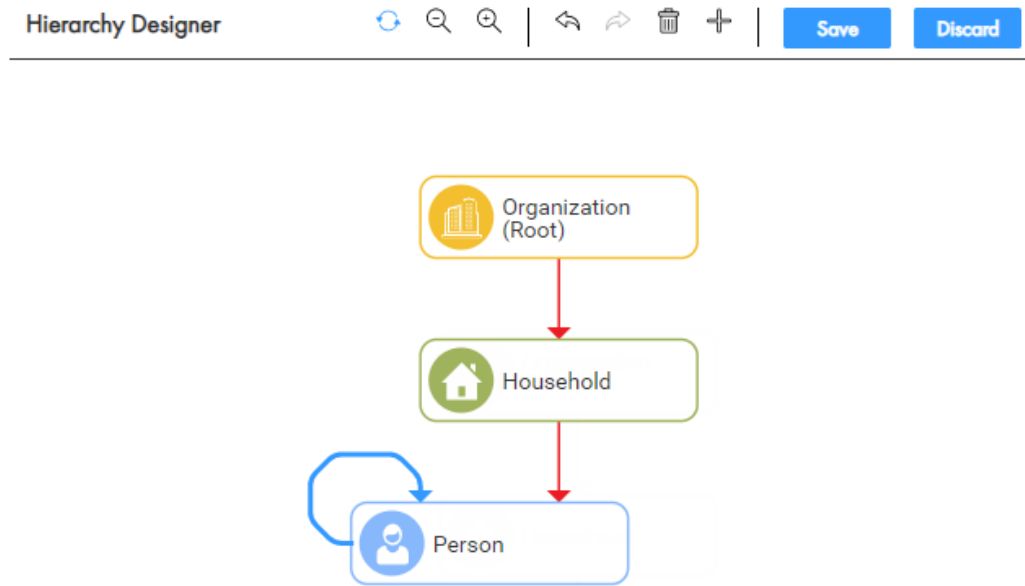 Hierarchy Designer
Save
Discard
Organization
(Root)
Household
Person